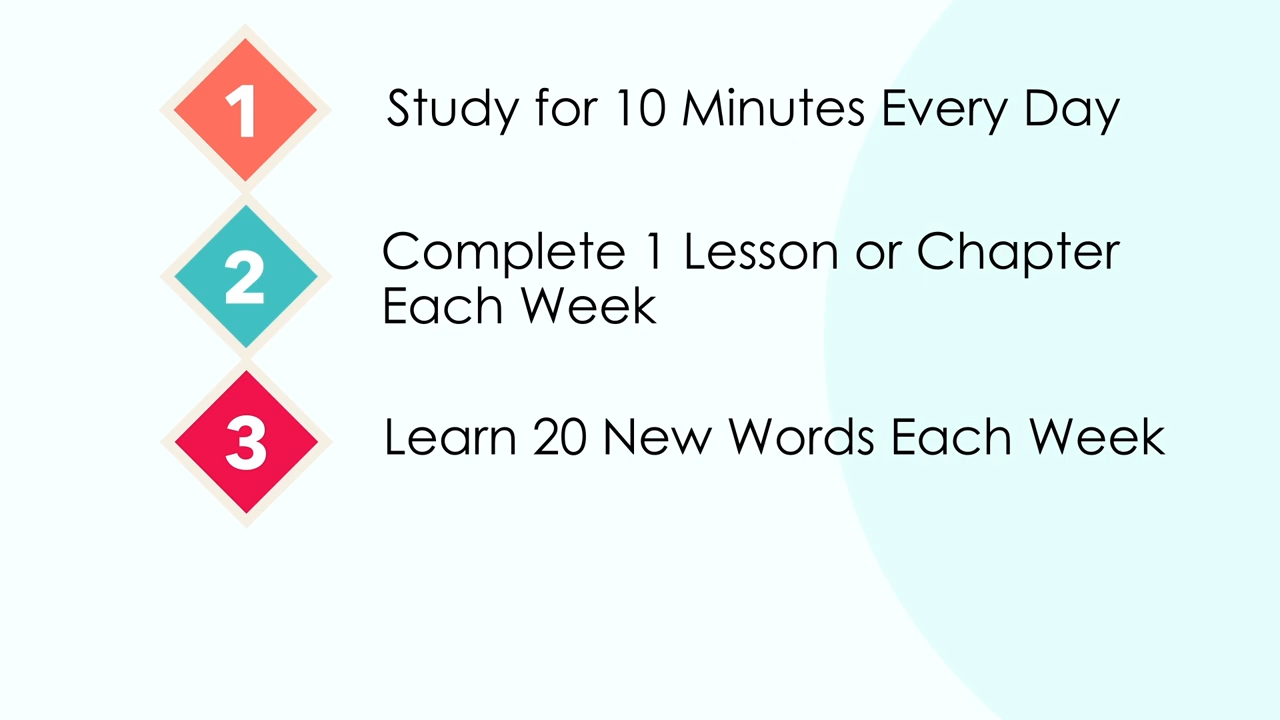 1 Study for 10 Minutes Every Day
2 Complete 1 Lesson or Chapter
Each Week
3 Learn 20 New Words Each Week